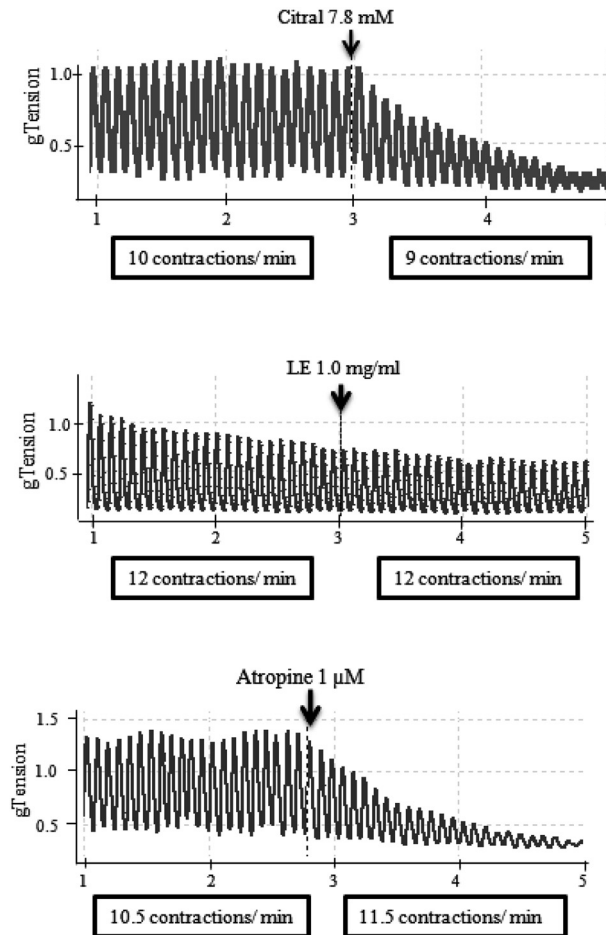 Citral 7.8 mM
gTension
1.0
0.5
1 2 3 4
10 contractions/ min
9 contractions/ min
LE 1.0 mg/ml
gTension
1.0
0.5
1 2 3 4 5
12 contractions/ min
12 contractions/ min
Atropine 1 µM
gTension
1.5
1.0
0.5
1 2 3 4 5
10.5 contractions/ min
11.5 contractions/ min